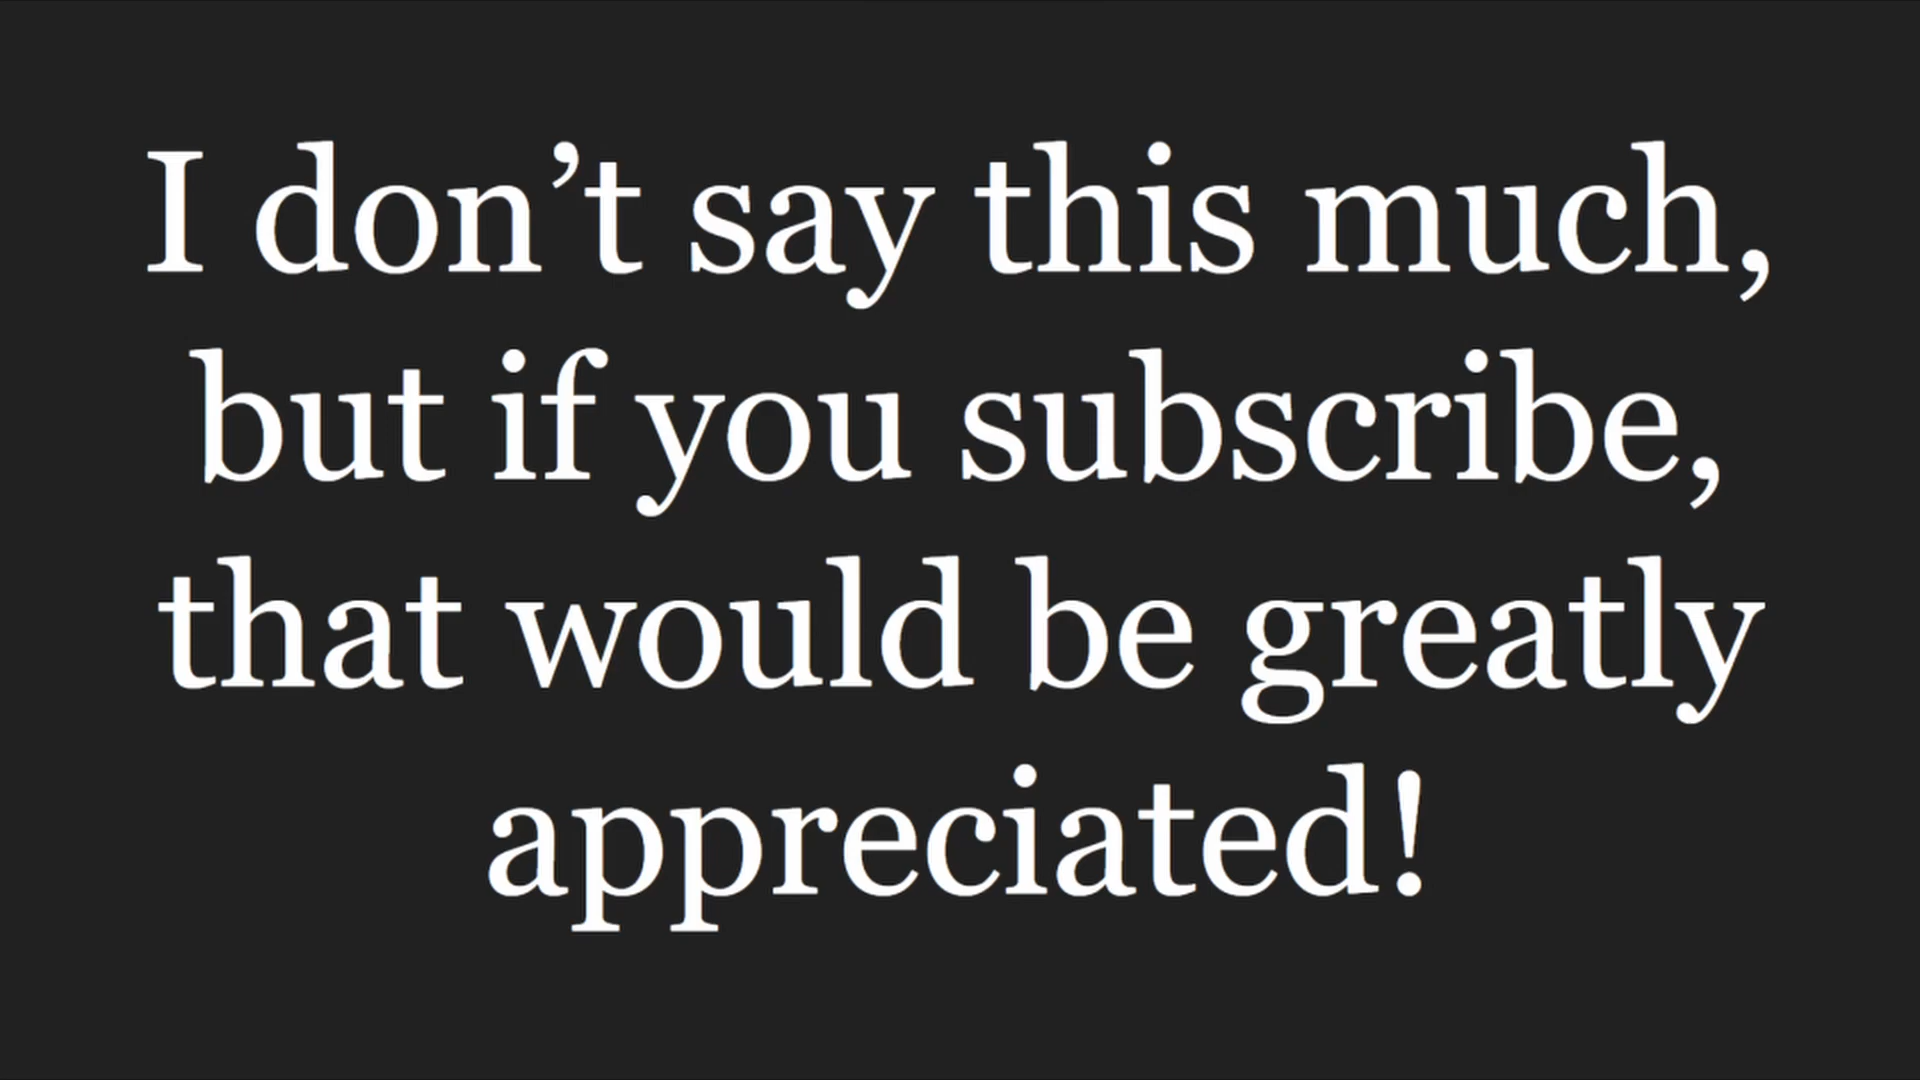 I don’t say this much,
but if you subscribe,
that would be greatly
appreciated!